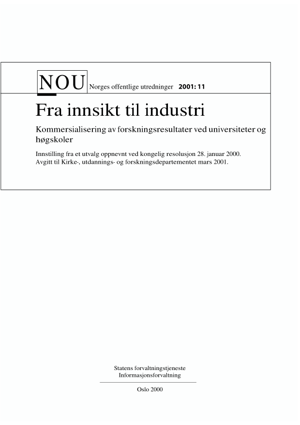 NOU Norges offentlige utredninger 2001: 11
Fra innsikt til industri
Kommersialisering av forskningsresultater ved universiteter og
høgskoler
Innstilling fra et utvalg oppnevnt ved kongelig resolusjon 28. januar 2000.
Avgitt til Kirke-, utdannings- og forskningsdepartementet mars 2001.
Statens forvaltningstjeneste
Informasjonsforvaltning
Oslo 2000